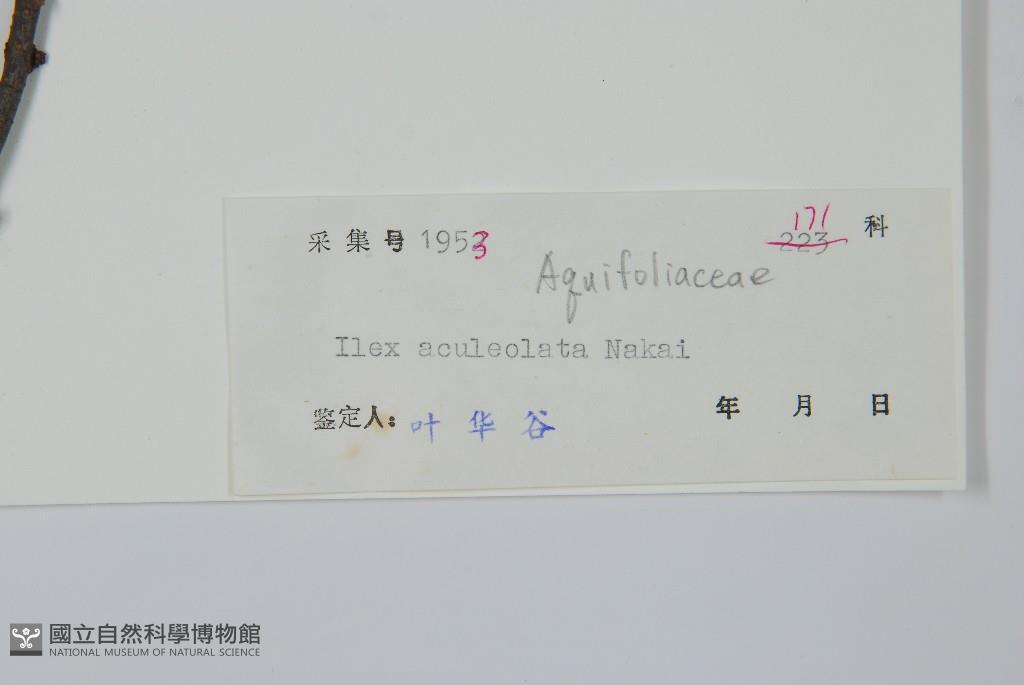 采集号 1953 171 223 科
Aquifoliaceae
Ilex aculeolata Nakai
鉴定人: 叶华谷 年 月 日
國立自然科學博物館
NATIONAL MUSEUM OF NATURAL SCIENCE